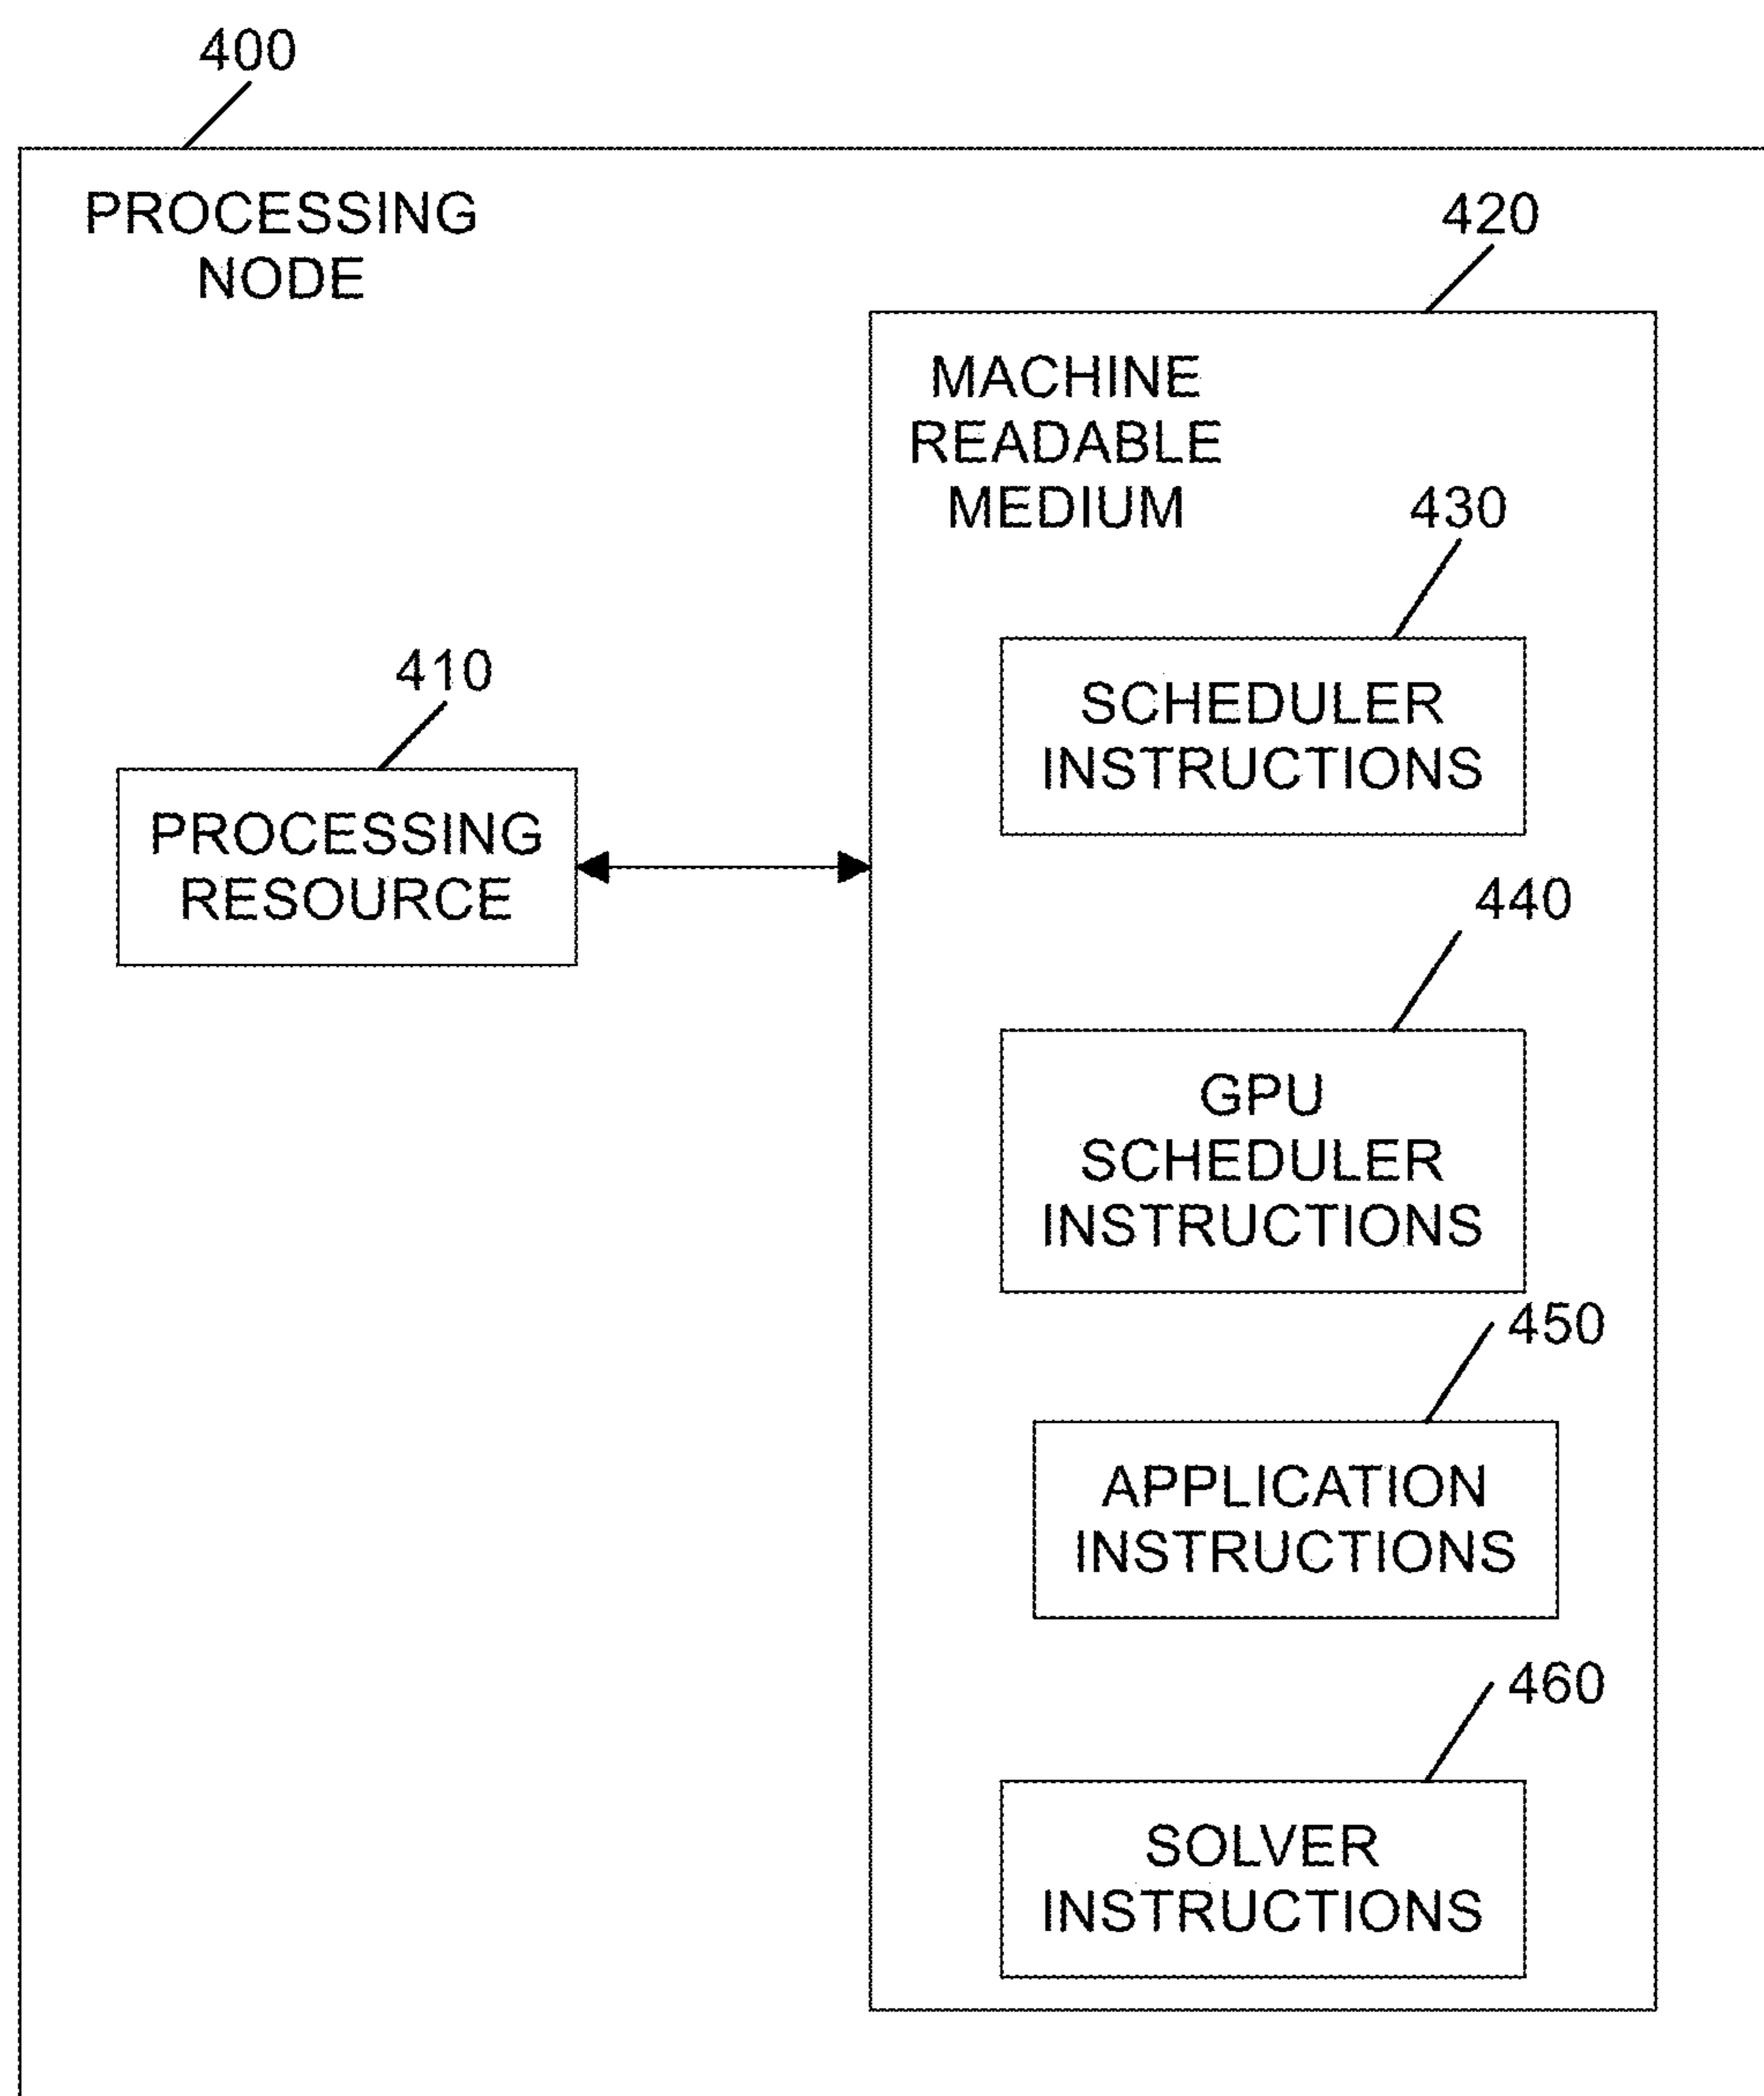 400
PROCESSING
NODE
420
MACHINE
READABLE
MEDIUM
430
SCHEDULER
INSTRUCTIONS
410
PROCESSING
RESOURCE
440
GPU
SCHEDULER
INSTRUCTIONS
450
APPLICATION
INSTRUCTIONS
460
SOLVER
INSTRUCTIONS